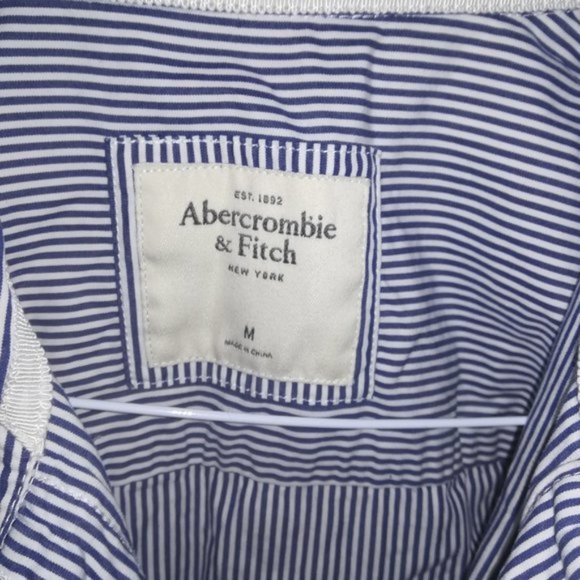 EST. 1892
Abercrombie
& Fitch
NEW YORK
M
MADE IN CHINA